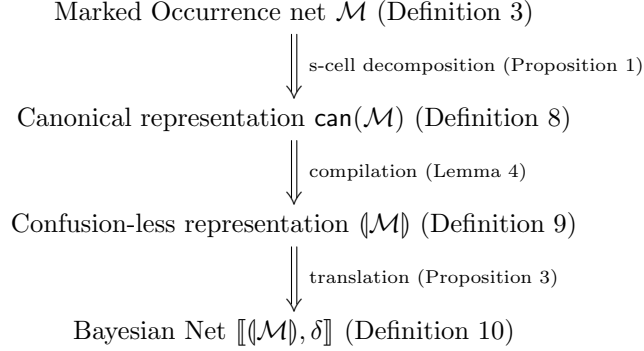 Marked Occurrence net ℳ (Definition 3)
s-cell decomposition (Proposition 1)
Canonical representation can(ℳ) (Definition 8)
compilation (Lemma 4)
Confusion-less representation ⦇ℳ⦈ (Definition 9)
translation (Proposition 3)
Bayesian Net ⟦⦇ℳ⦈, δ⟧ (Definition 10)